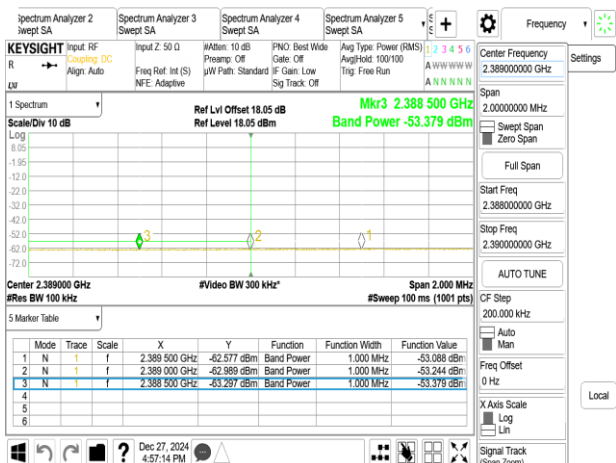 Spectrum Analyzer 2
Swept SA
Spectrum Analyzer 3
Swept SA
Spectrum Analyzer 4
Swept SA
Spectrum Analyzer 5
Swept SA
Frequency
Settings
KEYSIGHT
R
Input: RF
Coupling: DC
Align: Auto
Input Z: 50 Ω
Freq Ref: Int (S)
NFE: Adaptive
#Atten: 10 dB
Preamp: Off
µW Path: Standard
PNO: Best Wide
Gate: Off
IF Gain: Low
Sig Track: Off
Avg Type: Power (RMS)
Avg|Hold: 100/100
Trig: Free Run
1 2 3 4 5 6
A W W W W W
A N N N N N
1 Spectrum
Scale/Div 10 dB
Ref Lvl Offset 18.05 dB
Ref Level 18.05 dBm
Mkr3 2.388 500 GHz
Band Power -53.379 dBm
Log
8.05
-1.95
-12.0
-22.0
-32.0
-42.0
-52.0
-62.0
-72.0
3
2
1
Center 2.389000 GHz
#Res BW 100 kHz
#Video BW 300 kHz*
Span 2.000 MHz
#Sweep 100 ms (1001 pts)
5 Marker Table
Mode Trace Scale X Y Function Function Width Function Value
1 N 1 f 2.389 500 GHz -62.577 dBm Band Power 1.000 MHz -53.088 dBm
2 N 1 f 2.389 000 GHz -62.989 dBm Band Power 1.000 MHz -53.244 dBm
3 N 1 f 2.388 500 GHz -63.297 dBm Band Power 1.000 MHz -53.379 dBm
4
5
6
Dec 27, 2024
4:57:14 PM
?
Center Frequency
2.389000000 GHz
Span
2.00000000 MHz
Swept Span
Zero Span
Full Span
Start Freq
2.388000000 GHz
Stop Freq
2.390000000 GHz
AUTO TUNE
CF Step
200.000 kHz
Auto
Man
Freq Offset
0 Hz
X Axis Scale
Log
Lin
Signal Track
(Span Zoom)
Local